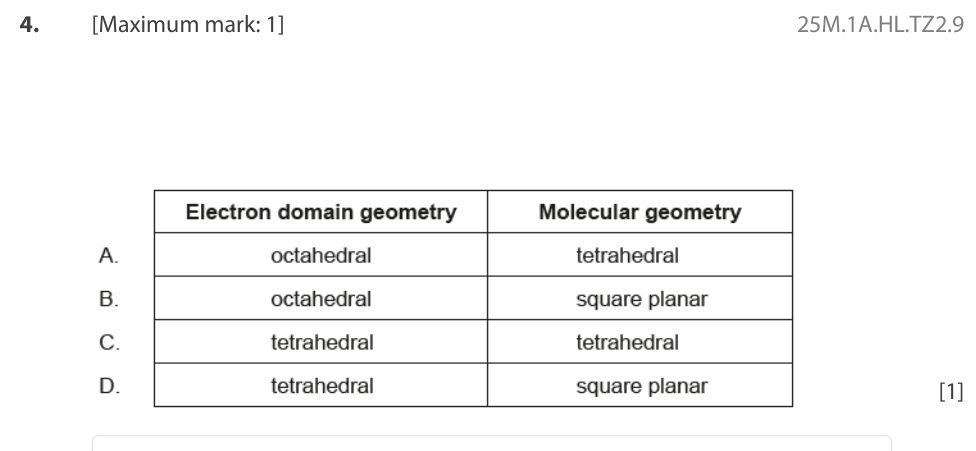 4. [Maximum mark: 1] 25M.1A.HL.TZ2.9
Electron domain geometry Molecular geometry
A. octahedral tetrahedral
B. octahedral square planar
C. tetrahedral tetrahedral
D. tetrahedral square planar
[1]